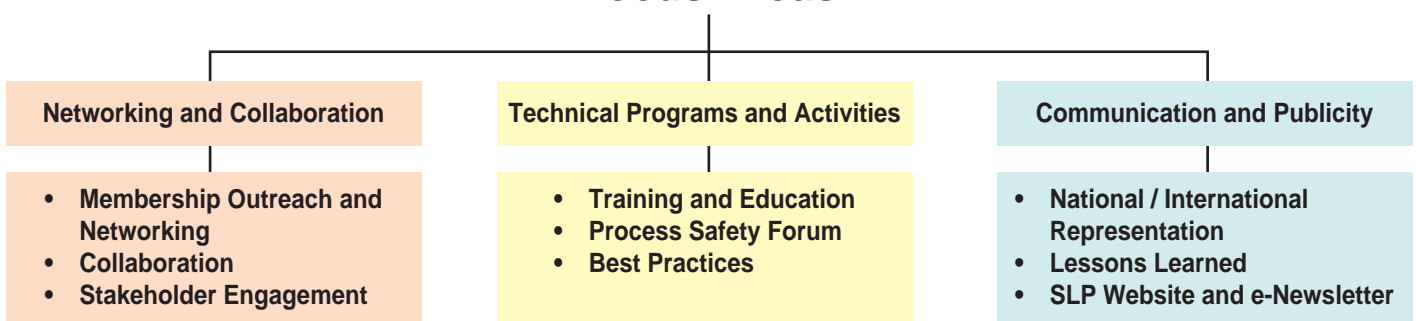 Networking and Collaboration
Technical Programs and Activities
Communication and Publicity
• Membership Outreach and
Networking
• Collaboration
• Stakeholder Engagement
• Training and Education
• Process Safety Forum
• Best Practices
• National / International
Representation
• Lessons Learned
• SLP Website and e-Newsletter